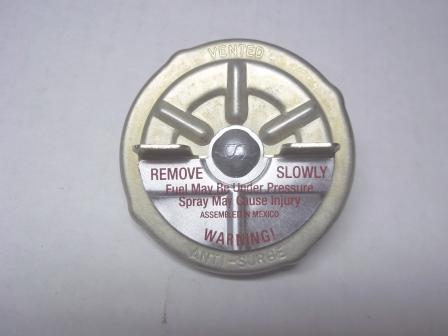 VENTED
REMOVE SLOWLY
Fuel May Be Under Pressure
Spray May Cause Injury
ASSEMBLED IN MEXICO
WARNING!
ANTI-SURGE